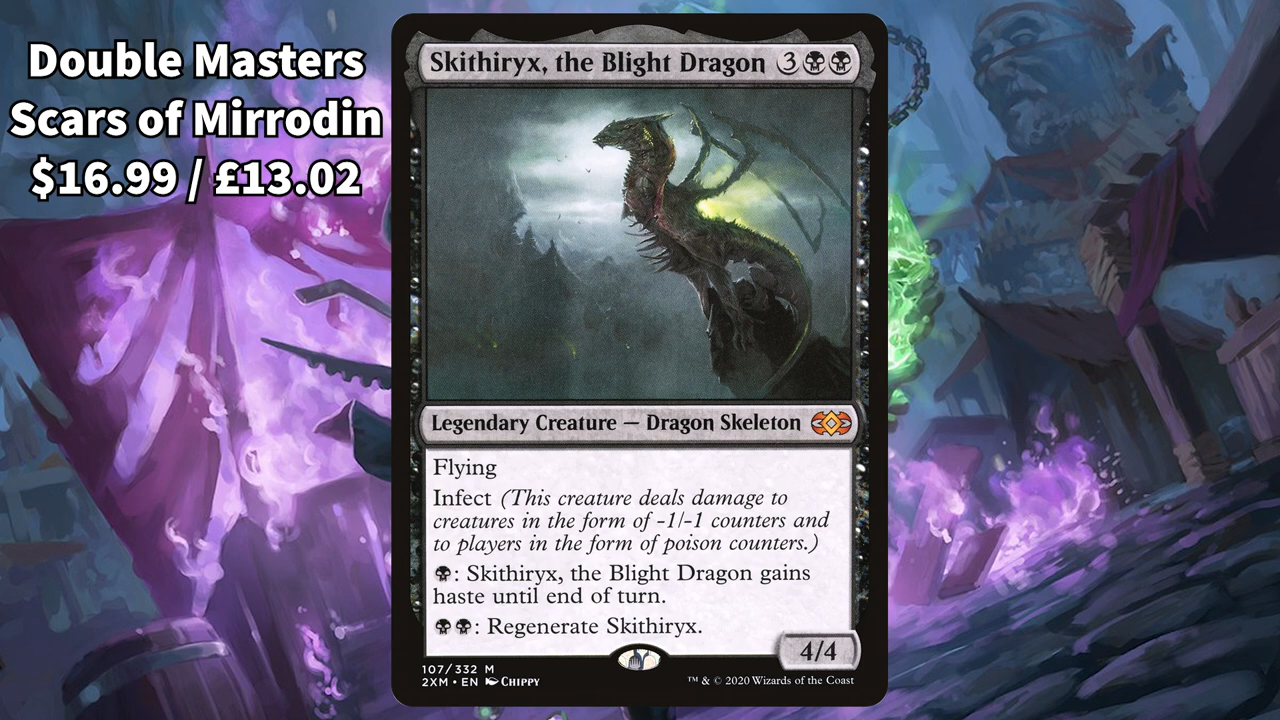 Double Masters
Scars of Mirrodin
$16.99 / £13.02
Skithiryx, the Blight Dragon 3
Legendary Creature — Dragon Skeleton
Flying
Infect (This creature deals damage to
creatures in the form of -1/-1 counters and
to players in the form of poison counters.)
: Skithiryx, the Blight Dragon gains
haste until end of turn.
: Regenerate Skithiryx.
4/4
107/332 M
2XM • EN CHIPPY
™ & © 2020 Wizards of the Coast